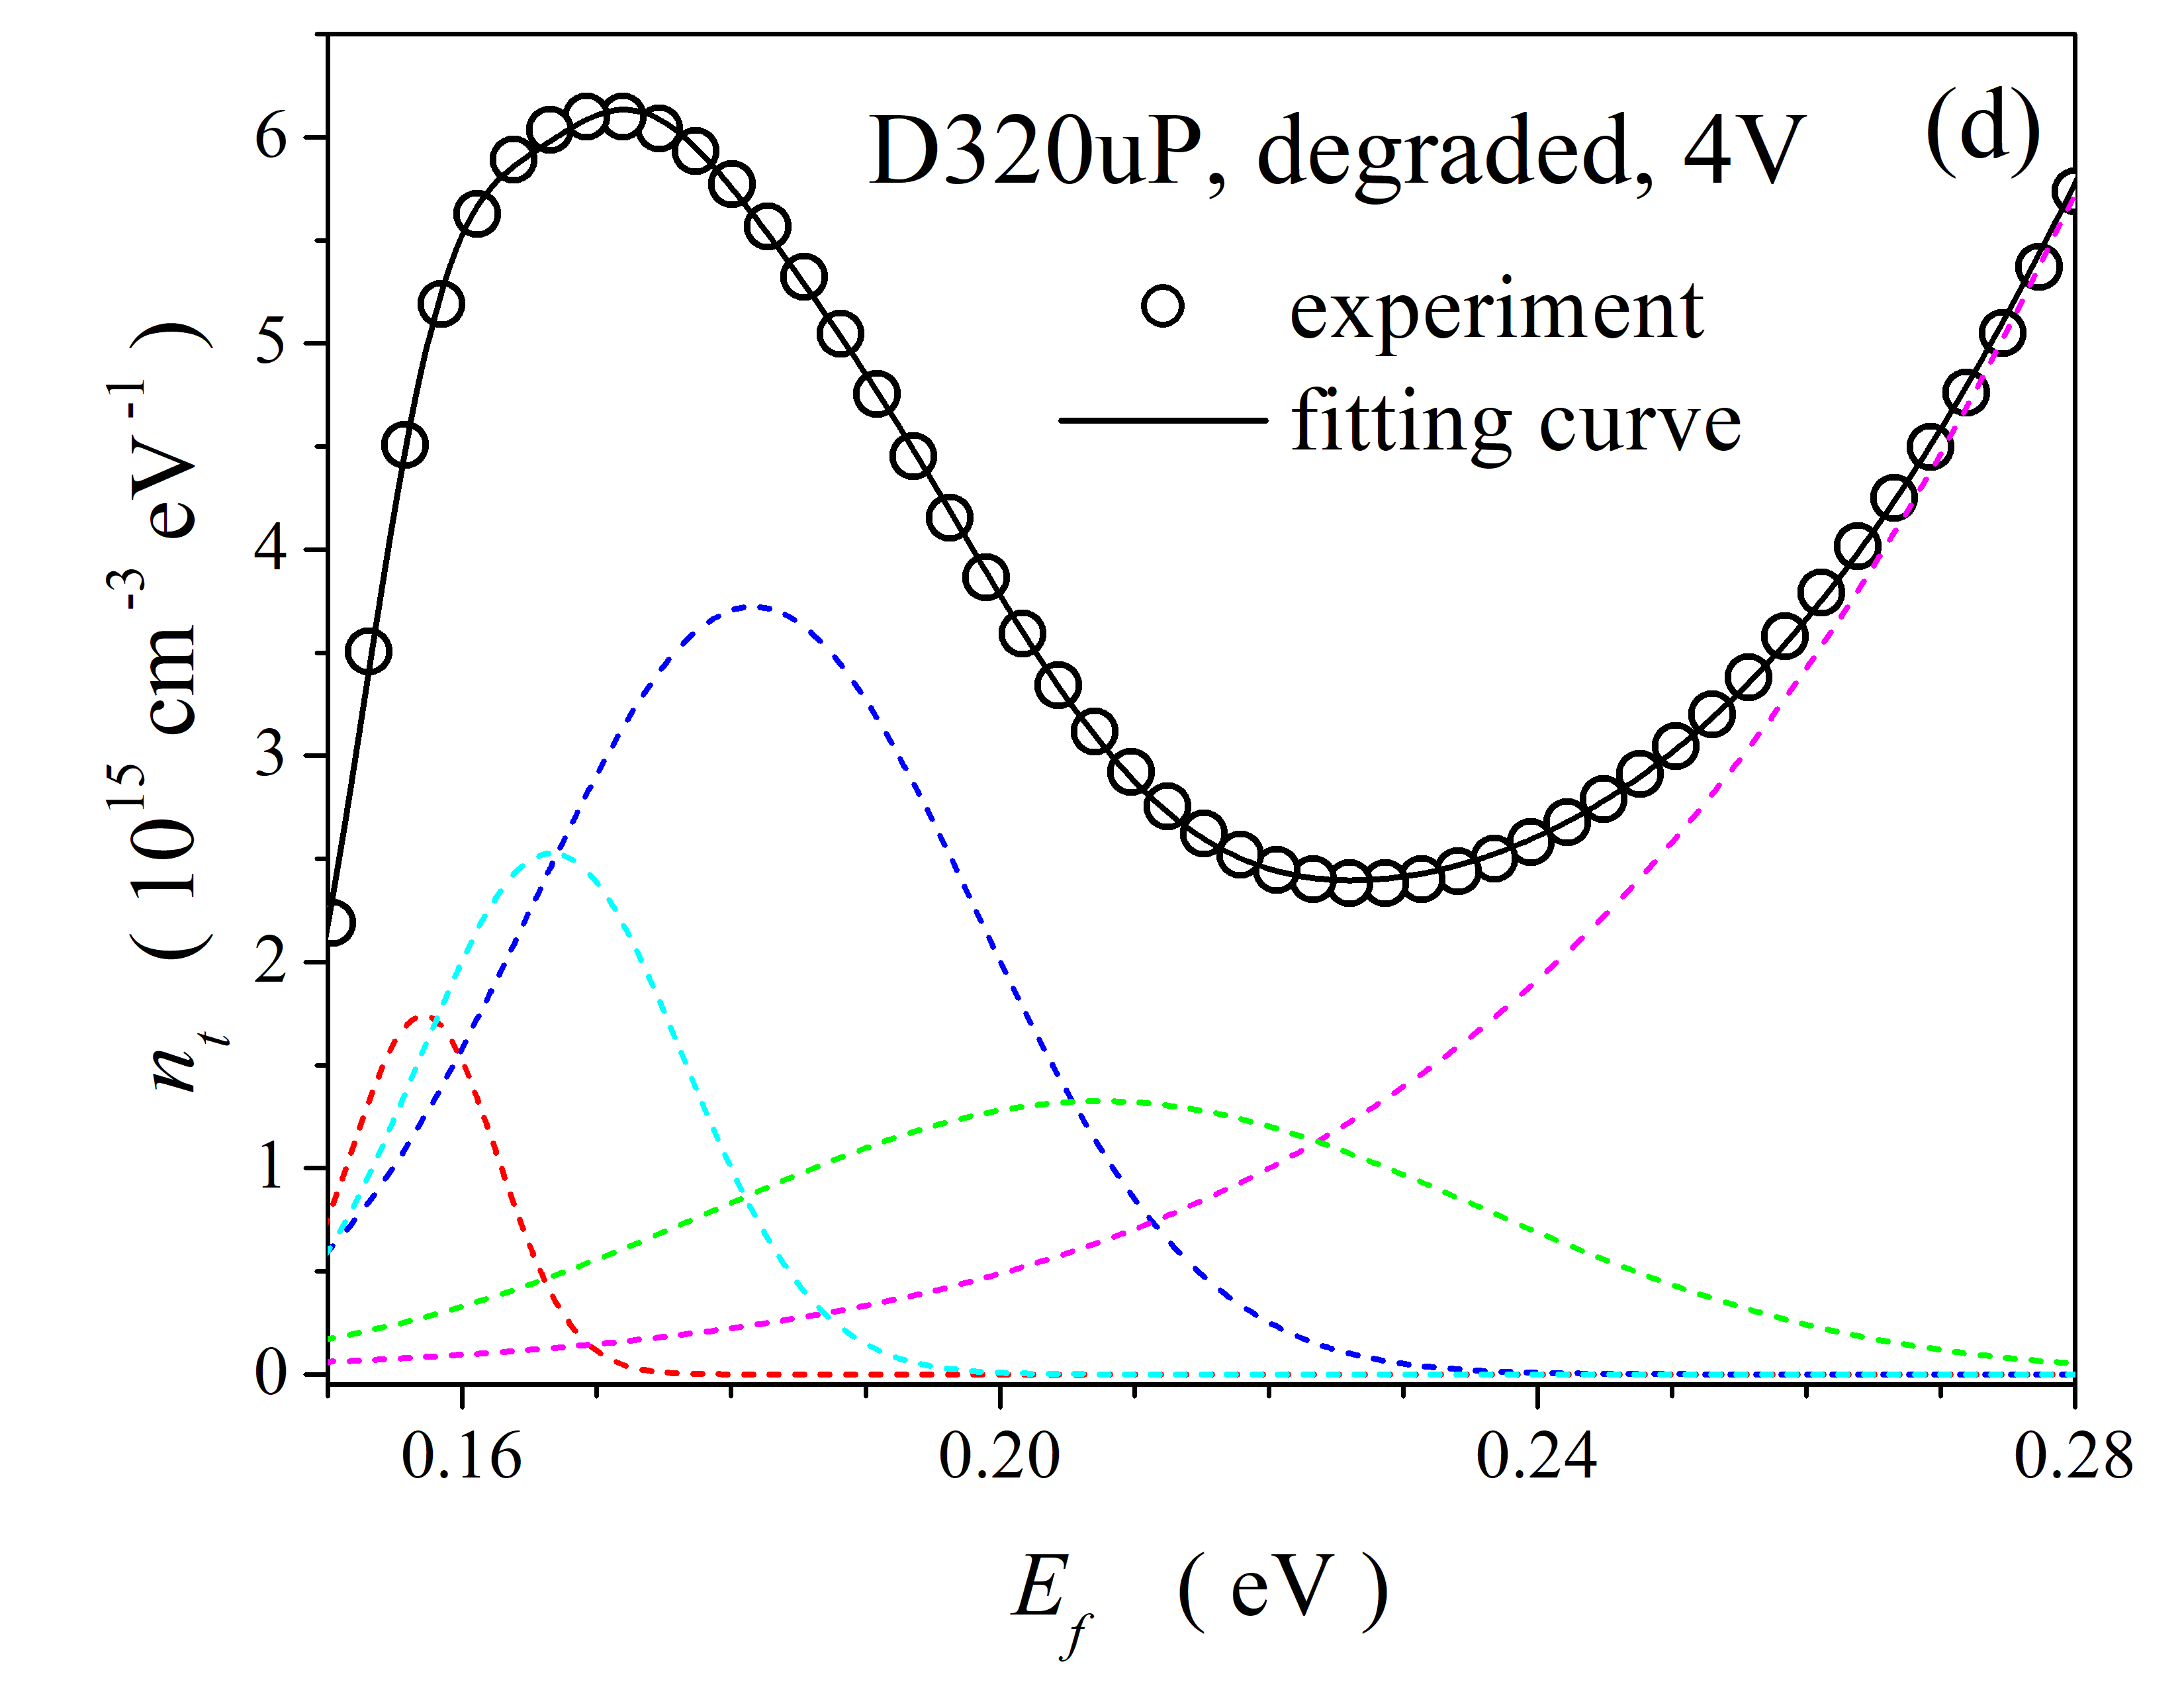 (d)
D320uP, degraded, 4V
experiment
fitting curve
n_t ( 10^15 cm^-3 eV^-1 )
6
5
4
3
2
1
0
0.16 0.20 0.24 0.28
E_f ( eV )